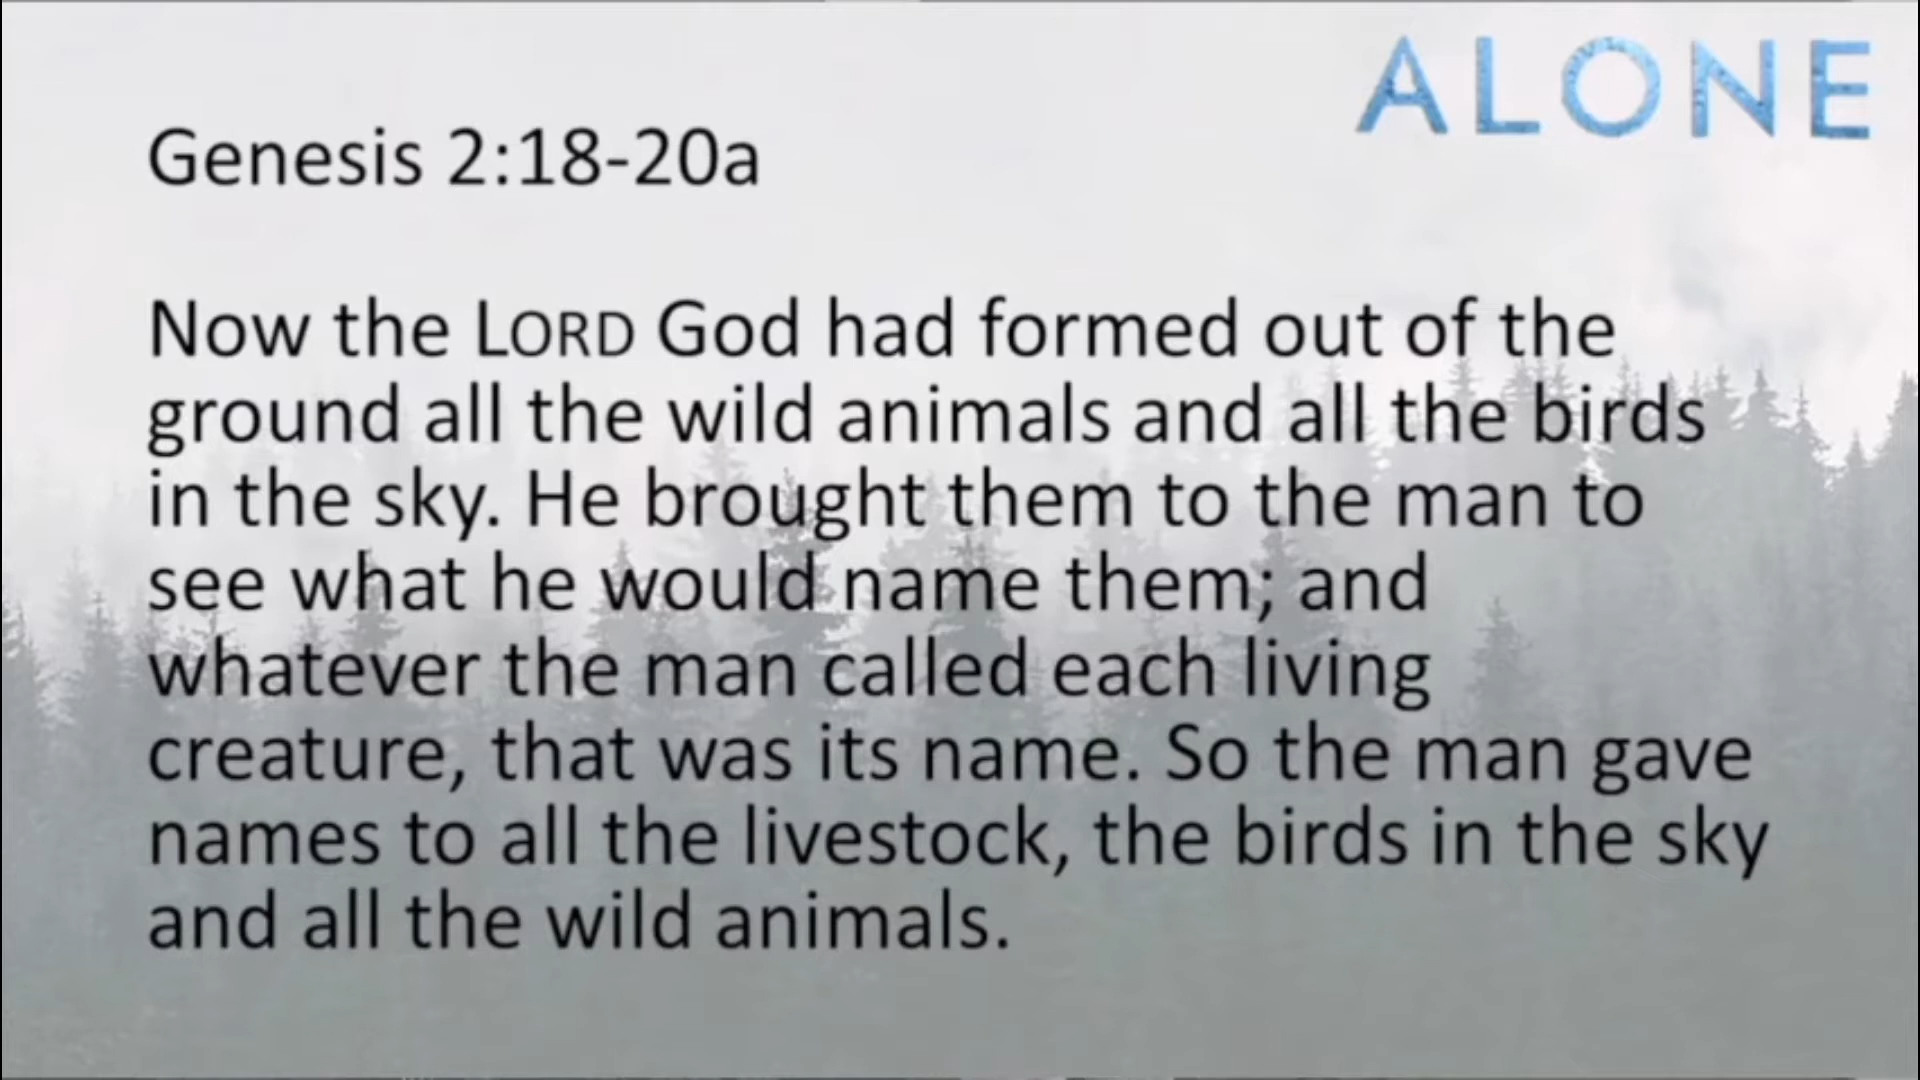 ALONE
Genesis 2:18-20a
Now the LORD God had formed out of the
ground all the wild animals and all the birds
in the sky. He brought them to the man to
see what he would name them; and
whatever the man called each living
creature, that was its name. So the man gave
names to all the livestock, the birds in the sky
and all the wild animals.